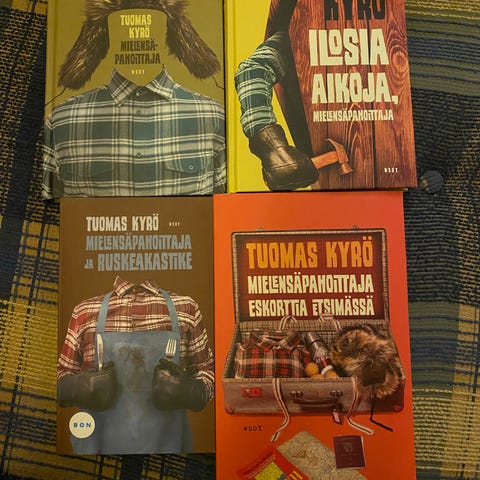 TUOMAS
KYRÖ
MIELENSÄ-
PAHOITTAJA
WSOY
KYRÖ
ILOSIA
AIKOJA,
MIELENSÄPAHOITTAJA
WSOY
TUOMAS KYRÖ WSOY
MIELENSÄPAHOITTAJA
JA RUSKEAKASTIKE
BON
TUOMAS KYRÖ
MIELENSÄPAHOITTAJA
ESKORTTIA ETSIMÄSSÄ
WSOY